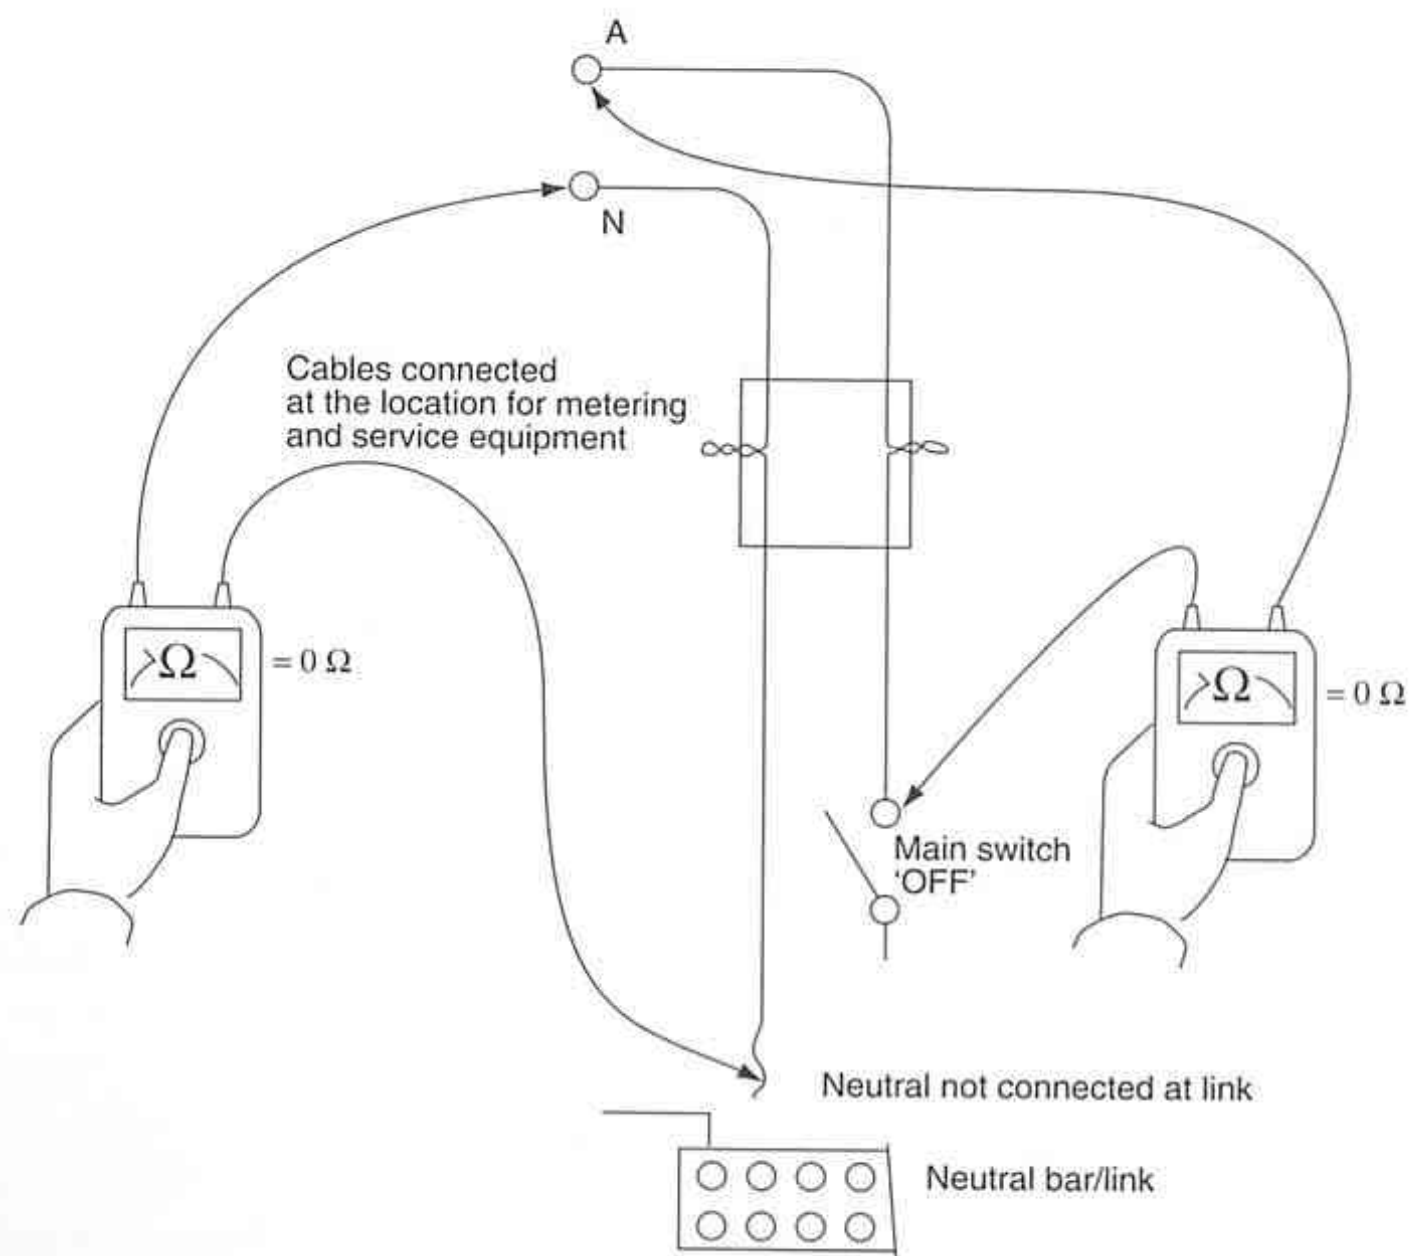 A
N
Cables connected
at the location for metering
and service equipment
Ω
= 0 Ω
Ω
= 0 Ω
Main switch
‘OFF’
Neutral not connected at link
Neutral bar/link